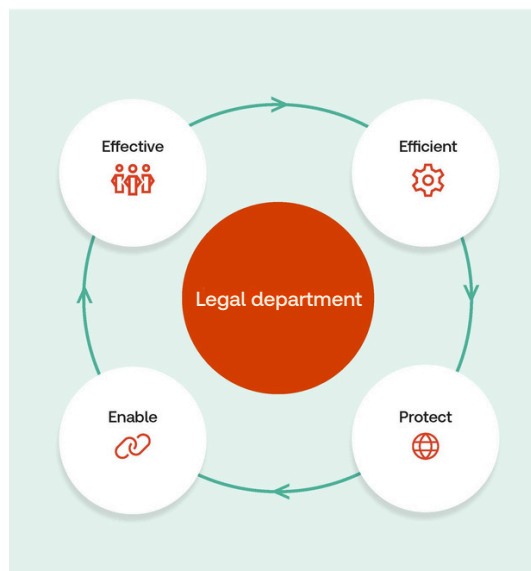 Effective
Efficient
Legal department
Enable
Protect